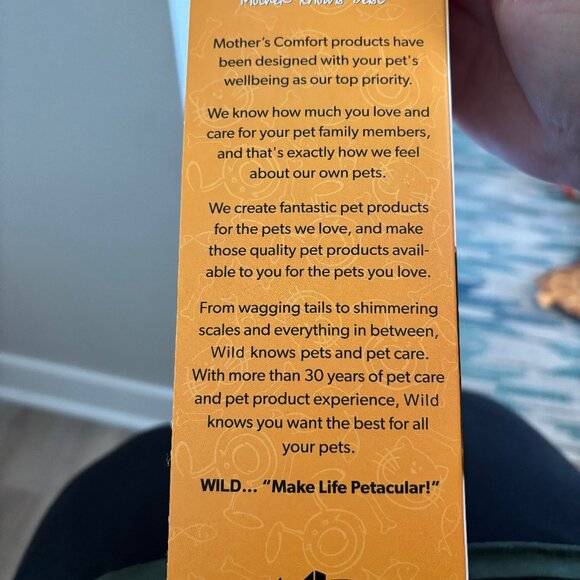 Mother knows best
Mother's Comfort products have
been designed with your pet's
wellbeing as our top priority.
We know how much you love and
care for your pet family members,
and that's exactly how we feel
about our own pets.
We create fantastic pet products
for the pets we love, and make
those quality pet products avail-
able to you for the pets you love.
From wagging tails to shimmering
scales and everything in between,
Wild knows pets and pet care.
With more than 30 years of pet care
and pet product experience, Wild
knows you want the best for all
your pets.
WILD... “Make Life Petacular!”